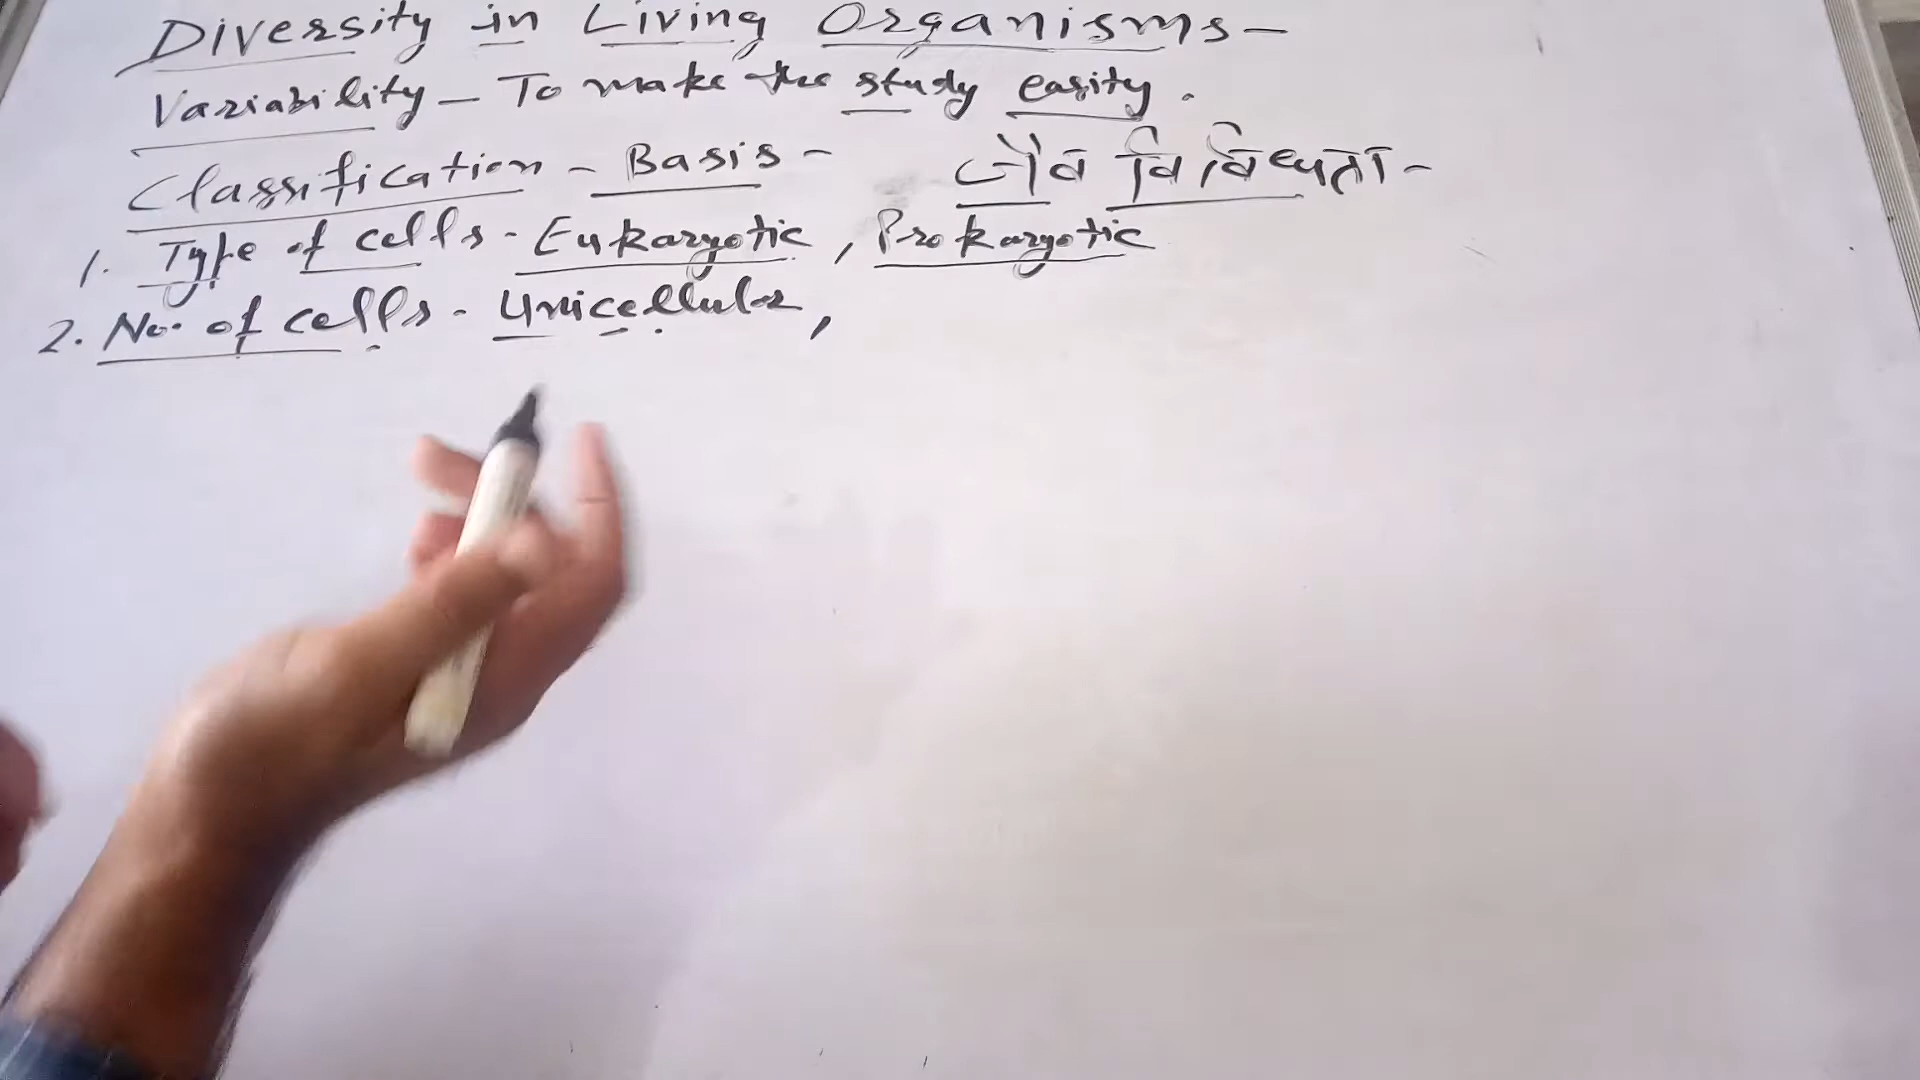 Diversity in Living Organisms-
Variability - To make the study easity.
Classification - Basis - जैव विविधता -
1. Type of cells - Eukaryotic, Prokaryotic
2. No. of cells - Unicellular,